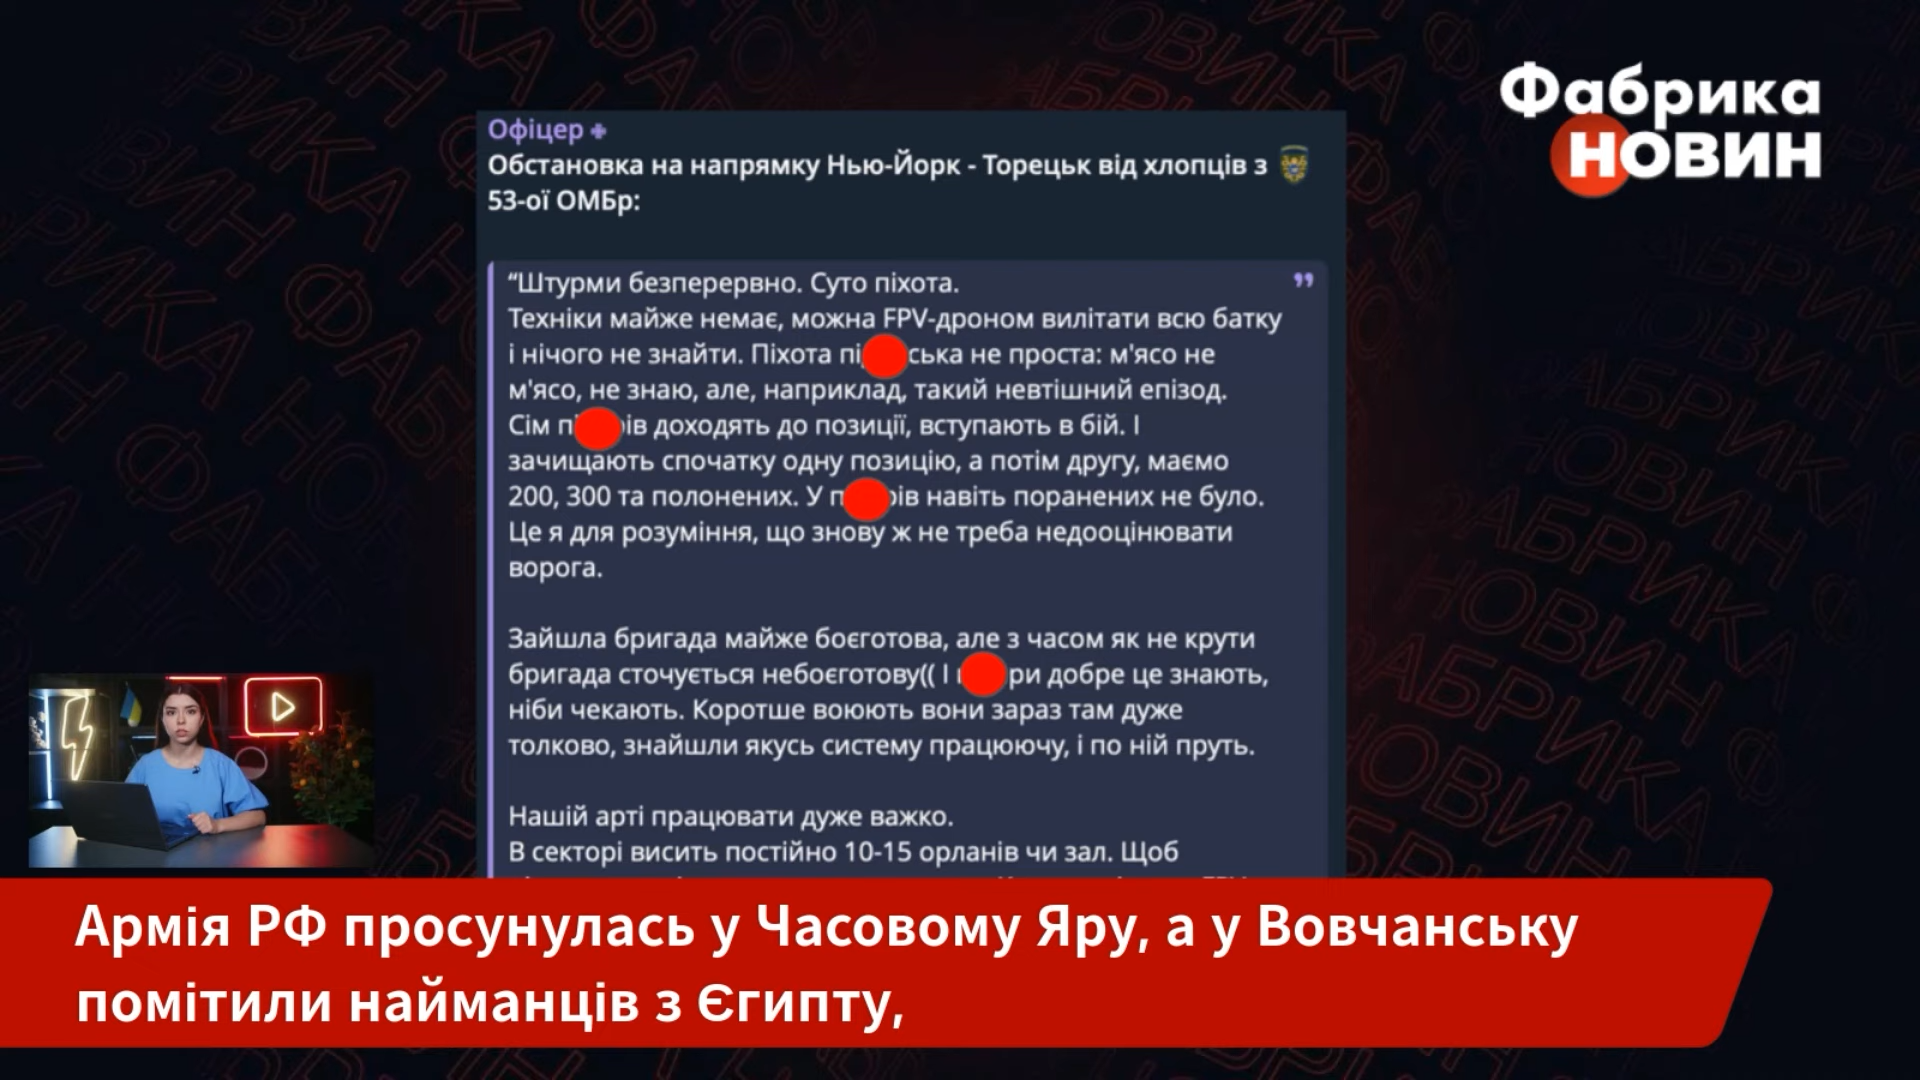 Фабрика
новин
Офіцер
Обстановка на напрямку Нью-Йорк - Торецьк від хлопців з
53-ої ОМБр:
“Штурми безперервно. Суто піхота.
Техніки майже немає, можна FPV-дроном вилітати всю батку
і нічого не знайти. Піхота пі ська не проста: м'ясо не
м'ясо, не знаю, але, наприклад, такий невтішний епізод.
Сім п ів доходять до позиції, вступають в бій. І
зачищають спочатку одну позицію, а потім другу, маємо
200, 300 та полонених. У п рів навіть поранених не було.
Це я для розуміння, що знову ж не треба недооцінювати
ворога.
Зайшла бригада майже боєготова, але з часом як не крути
бригада сточується небоєготову(( І ри добре це знають,
ніби чекають. Коротше воюють вони зараз там дуже
толково, знайшли якусь систему працюючу, і по ній пруть.
Нашій арті працювати дуже важко.
В секторі висить постійно 10-15 орланів чи зал. Щоб
Армія РФ просунулась у Часовому Яру, а у Вовчанську
помітили найманців з Єгипту,